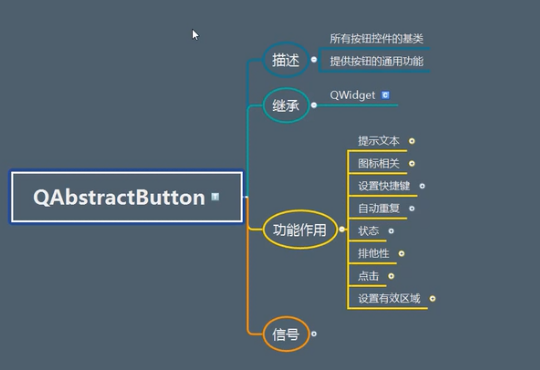 QAbstractButton
描述
所有按钮控件的基类
提供按钮的通用功能
继承
QWidget
功能作用
提示文本
图标相关
设置快捷键
自动重复
状态
排他性
点击
设置有效区域
信号